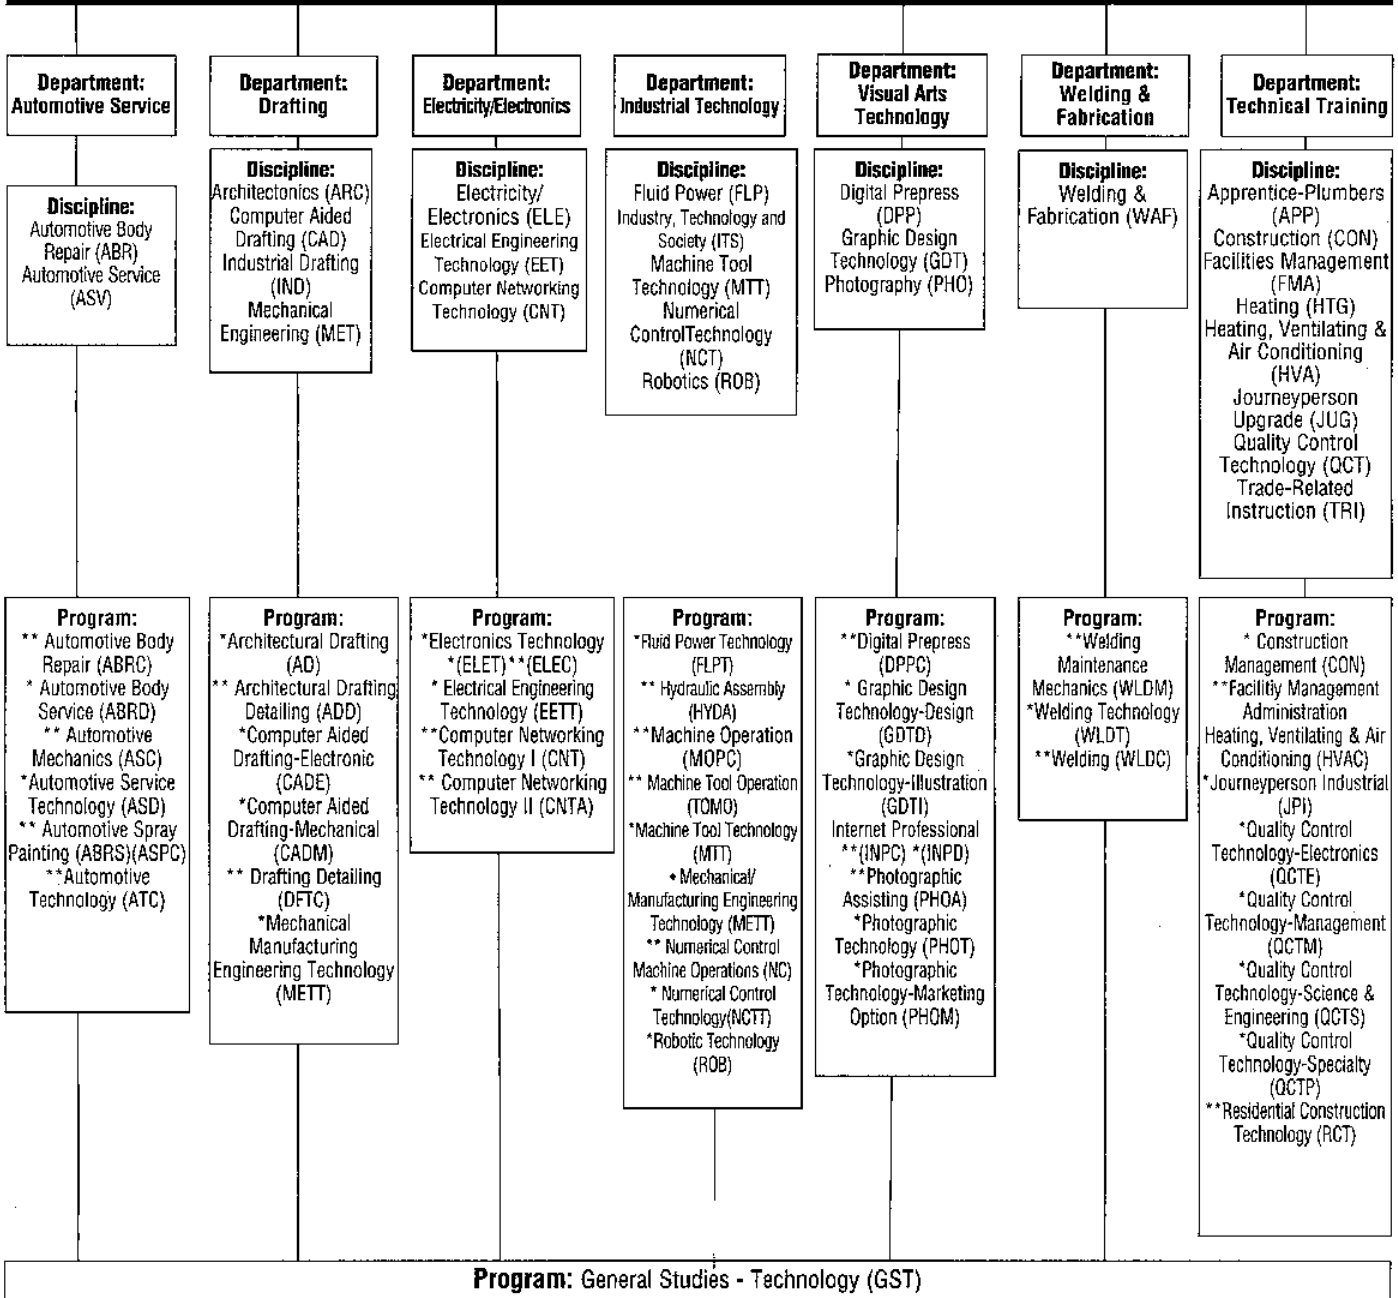 Department:
Automotive Service
Discipline:
Automotive Body
Repair (ABR)
Automotive Service
(ASV)
Program:
** Automotive Body
Repair (ABRC)
* Automotive Body
Service (ABRD)
** Automotive
Mechanics (ASC)
*Automotive Service
Technology (ASD)
** Automotive Spray
Painting (ABRS)(ASPC)
**Automotive
Technology (ATC)
Department:
Drafting
Discipline:
Architectonics (ARC)
Computer Aided
Drafting (CAD)
Industrial Drafting
(IND)
Mechanical
Engineering (MET)
Program:
*Architectural Drafting
(AD)
** Architectural Drafting
Detailing (ADD)
*Computer Aided
Drafting-Electronic
(CADE)
*Computer Aided
Drafting-Mechanical
(CADM)
** Drafting Detailing
(DFTC)
*Mechanical
Manufacturing
Engineering Technology
(METT)
Department:
Electricity/Electronics
Discipline:
Electricity/
Electronics (ELE)
Electrical Engineering
Technology (EET)
Computer Networking
Technology (CNT)
Program:
*Electronics Technology
*(ELET) **(ELEC)
* Electrical Engineering
Technology (EETT)
**Computer Networking
Technology I (CNT)
** Computer Networking
Technology II (CNTA)
Department:
Industrial Technology
Discipline:
Fluid Power (FLP)
Industry, Technology and
Society (ITS)
Machine Tool
Technology (MTT)
Numerical
ControlTechnology
(NCT)
Robotics (ROB)
Program:
*Fluid Power Technology
(FLPT)
** Hydraulic Assembly
(HYDA)
**Machine Operation
(MOPC)
** Machine Tool Operation
(TOMO)
*Machine Tool Technology
(MTT)
• Mechanical/
Manufacturing Engineering
Technology (METT)
** Numerical Control
Machine Operations (NC)
* Numerical Control
Technology(NCTT)
*Robotic Technology
(ROB)
Department:
Visual Arts
Technology
Discipline:
Digital Prepress
(DPP)
Graphic Design
Technology (GDT)
Photography (PHO)
Program:
**Digital Prepress
(DPPC)
* Graphic Design
Technology-Design
(GDTD)
*Graphic Design
Technology-Illustration
(GDTI)
Internet Professional
**(INPC) *(INPD)
**Photographic
Assisting (PHOA)
*Photographic
Technology (PHOT)
*Photographic
Technology-Marketing
Option (PHOM)
Department:
Welding &
Fabrication
Discipline:
Welding &
Fabrication (WAF)
Program:
**Welding
Maintenance
Mechanics (WLDM)
*Welding Technology
(WLDT)
**Welding (WLDC)
Department:
Technical Training
Discipline:
Apprentice-Plumbers
(APP)
Construction (CON)
Facilities Management
(FMA)
Heating (HTG)
Heating, Ventilating &
Air Conditioning
(HVA)
Journeyperson
Upgrade (JUG)
Quality Control
Technology (QCT)
Trade-Related
Instruction (TRI)
Program:
* Construction
Management (CON)
**Facilitiy Management
Administration
Heating, Ventilating & Air
Conditioning (HVAC)
*Journeyperson Industrial
(JPI)
*Quality Control
Technology-Electronics
(QCTE)
*Quality Control
Technology-Management
(QCTM)
*Quality Control
Technology-Science &
Engineering (QCTS)
*Quality Control
Technology-Specialty
(QCTP)
**Residential Construction
Technology (RCT)
Program: General Studies - Technology (GST)